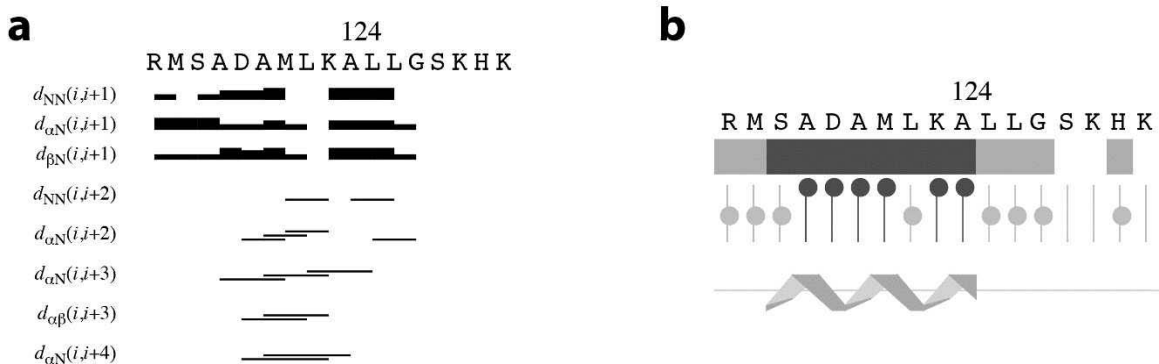 a
124
RMSADAMLKALLGSKHK
dNN(i,i+1)
dαN(i,i+1)
dβN(i,i+1)
dNN(i,i+2)
dαN(i,i+2)
dαN(i,i+3)
dαβ(i,i+3)
dαN(i,i+4)
b
124
RMSADAMLKALLGSKHK